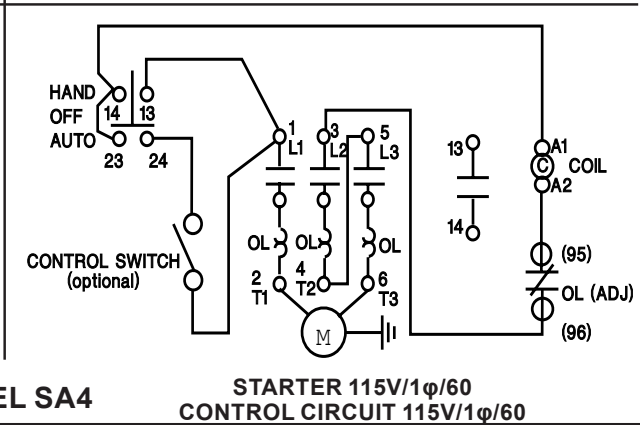 HAND
OFF
AUTO
14 13
23 24
CONTROL SWITCH
(optional)
1
L1
3
L2
5
L3
OL
OL
OL
2
T1
4
T2
6
T3
M
13
14
A1
C COIL
A2
(95)
OL (ADJ)
(96)
EL SA4
STARTER 115V/1φ/60
CONTROL CIRCUIT 115V/1φ/60